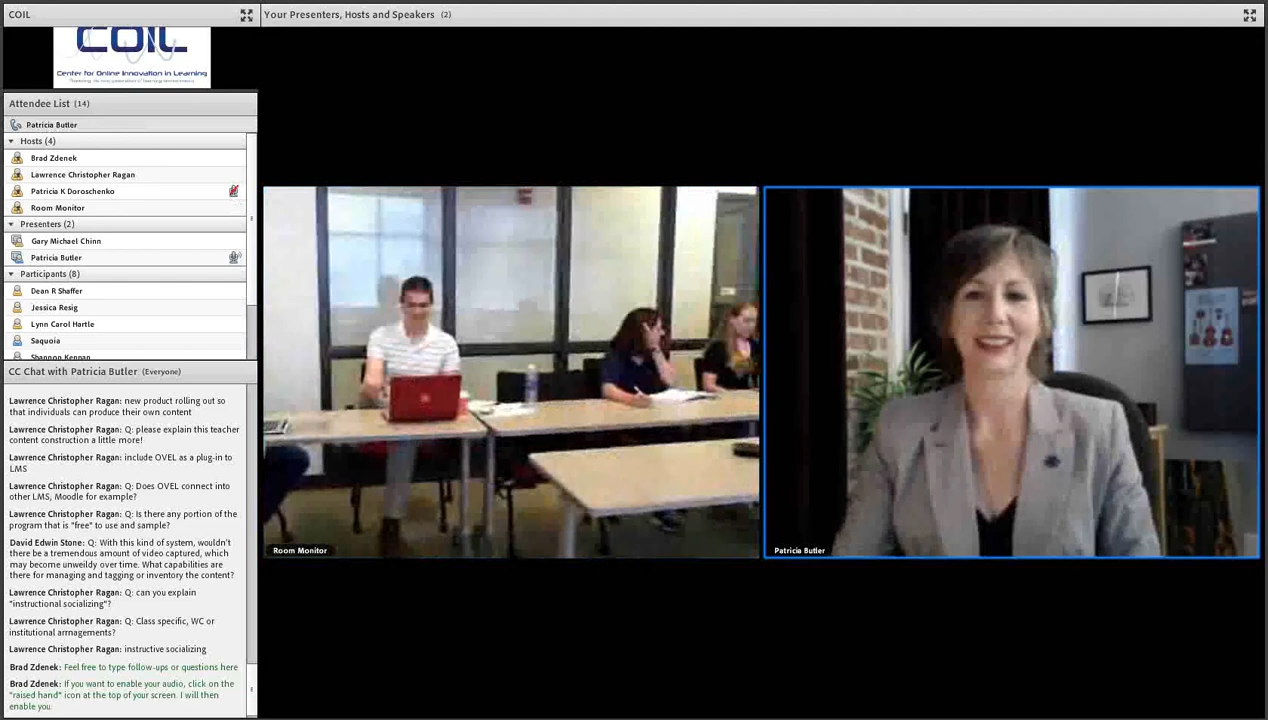 COIL
Your Presenters, Hosts and Speakers (2)
COIL
Center for Online Innovation in Learning
Attendee List (14)
Patricia Butler
Hosts (4)
Brad Zdenek
Lawrence Christopher Ragan
Patricia K Doroschenko
Room Monitor
Presenters (2)
Gary Michael Chinn
Patricia Butler
Participants (8)
Dean R Shaffer
Jessica Resig
Lynn Carol Hartle
Saquoia
Shannon Kennan
CC Chat with Patricia Butler (Everyone)
Lawrence Christopher Ragan: new product rolling out so
that individuals can produce their own content
Lawrence Christopher Ragan: Q: please explain this teacher
content construction a little more!
Lawrence Christopher Ragan: include OVEL as a plug-in to
LMS
Lawrence Christopher Ragan: Q: Does OVEL connect into
other LMS, Moodle for example?
Lawrence Christopher Ragan: Q: Is there any portion of the
program that is "free" to use and sample?
David Edwin Stone: Q: With this kind of system, wouldn't
there be a tremendous amount of video captured, which
may become unweildy over time. What capabilities are
there for managing and tagging or inventory the content?
Lawrence Christopher Ragan: Q: can you explain
"instructional socializing"?
Lawrence Christopher Ragan: Q: Class specific, WC or
institutional arrnagements?
Lawrence Christopher Ragan: instructive socializing
Brad Zdenek: Feel free to type follow-ups or questions here
Brad Zdenek: If you want to enable your audio, click on the
"raised hand" icon at the top of your screen. I will then
enable you.
Room Monitor
Patricia Butler